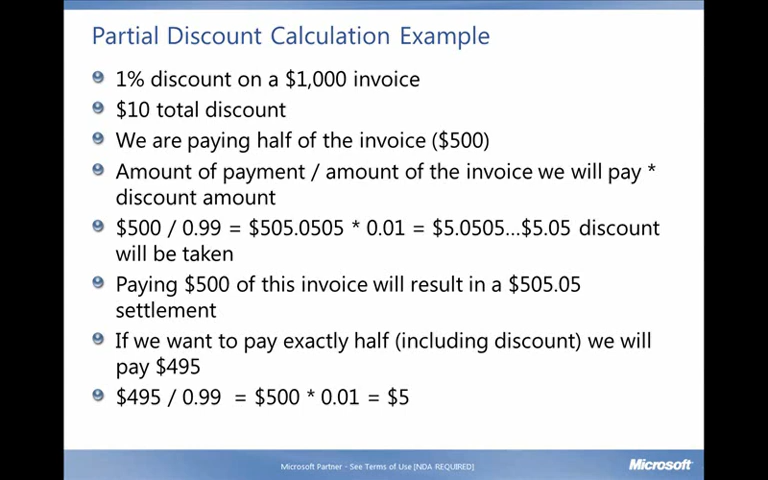 Partial Discount Calculation Example
1% discount on a $1,000 invoice
$10 total discount
We are paying half of the invoice ($500)
Amount of payment / amount of the invoice we will pay *
discount amount
$500 / 0.99 = $505.0505 * 0.01 = $5.0505...$5.05 discount
will be taken
Paying $500 of this invoice will result in a $505.05
settlement
If we want to pay exactly half (including discount) we will
pay $495
$495 / 0.99  = $500 * 0.01 = $5
Microsoft Partner - See Terms of Use [NDA REQUIRED]
Microsoft